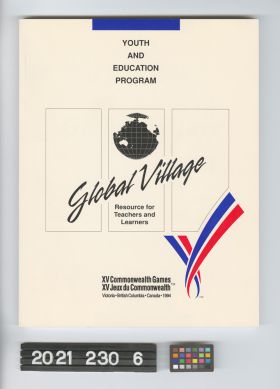 YOUTH
AND
EDUCATION
PROGRAM
Global Village
Resource for
Teachers and
Learners
XV Commonwealth Games
XV Jeux du Commonwealth™
Victoria • British Columbia • Canada • 1994
2021 230 6